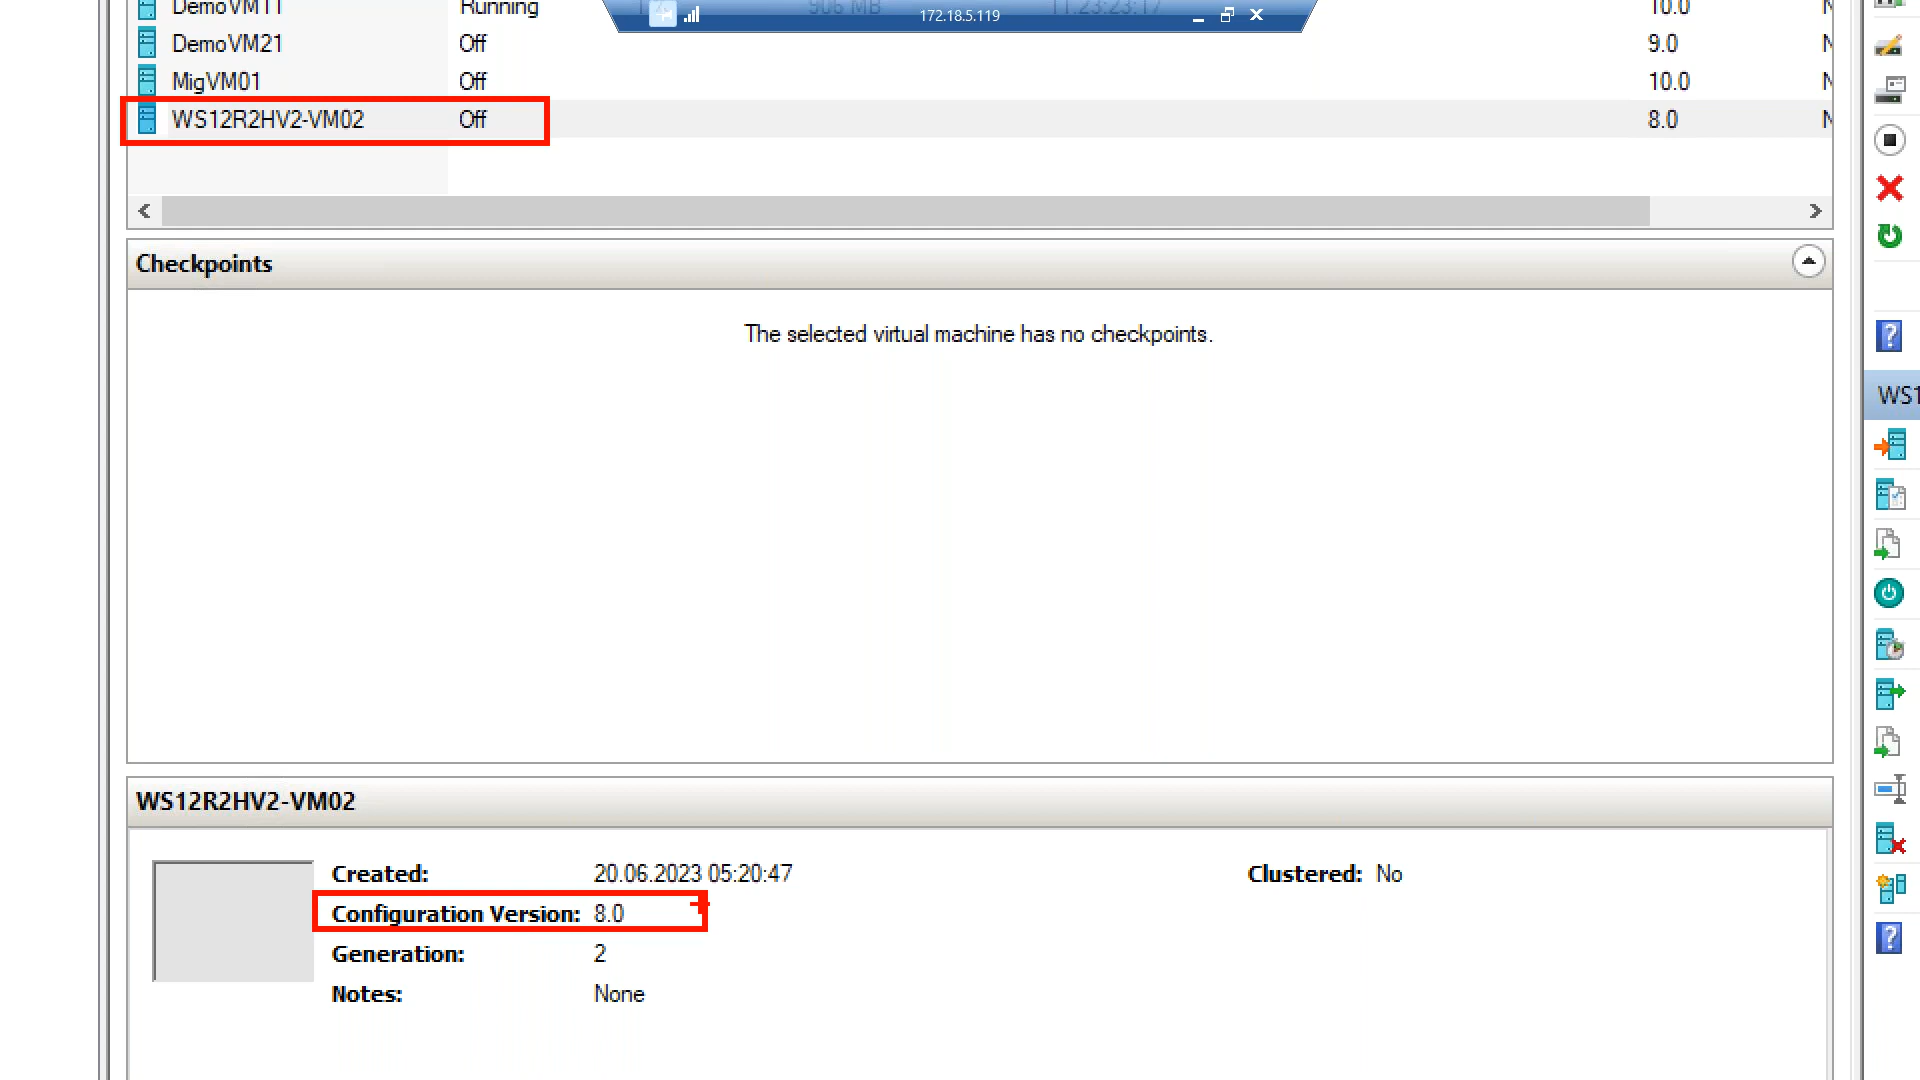 DemoVM11 Running 10.0
172.18.5.119
DemoVM21 Off 9.0
MigVM01 Off 10.0
WS12R2HV2-VM02 Off 8.0
Checkpoints
The selected virtual machine has no checkpoints.
WS1
WS12R2HV2-VM02
Created: 20.06.2023 05:20:47 Clustered: No
Configuration Version: 8.0
Generation: 2
Notes: None